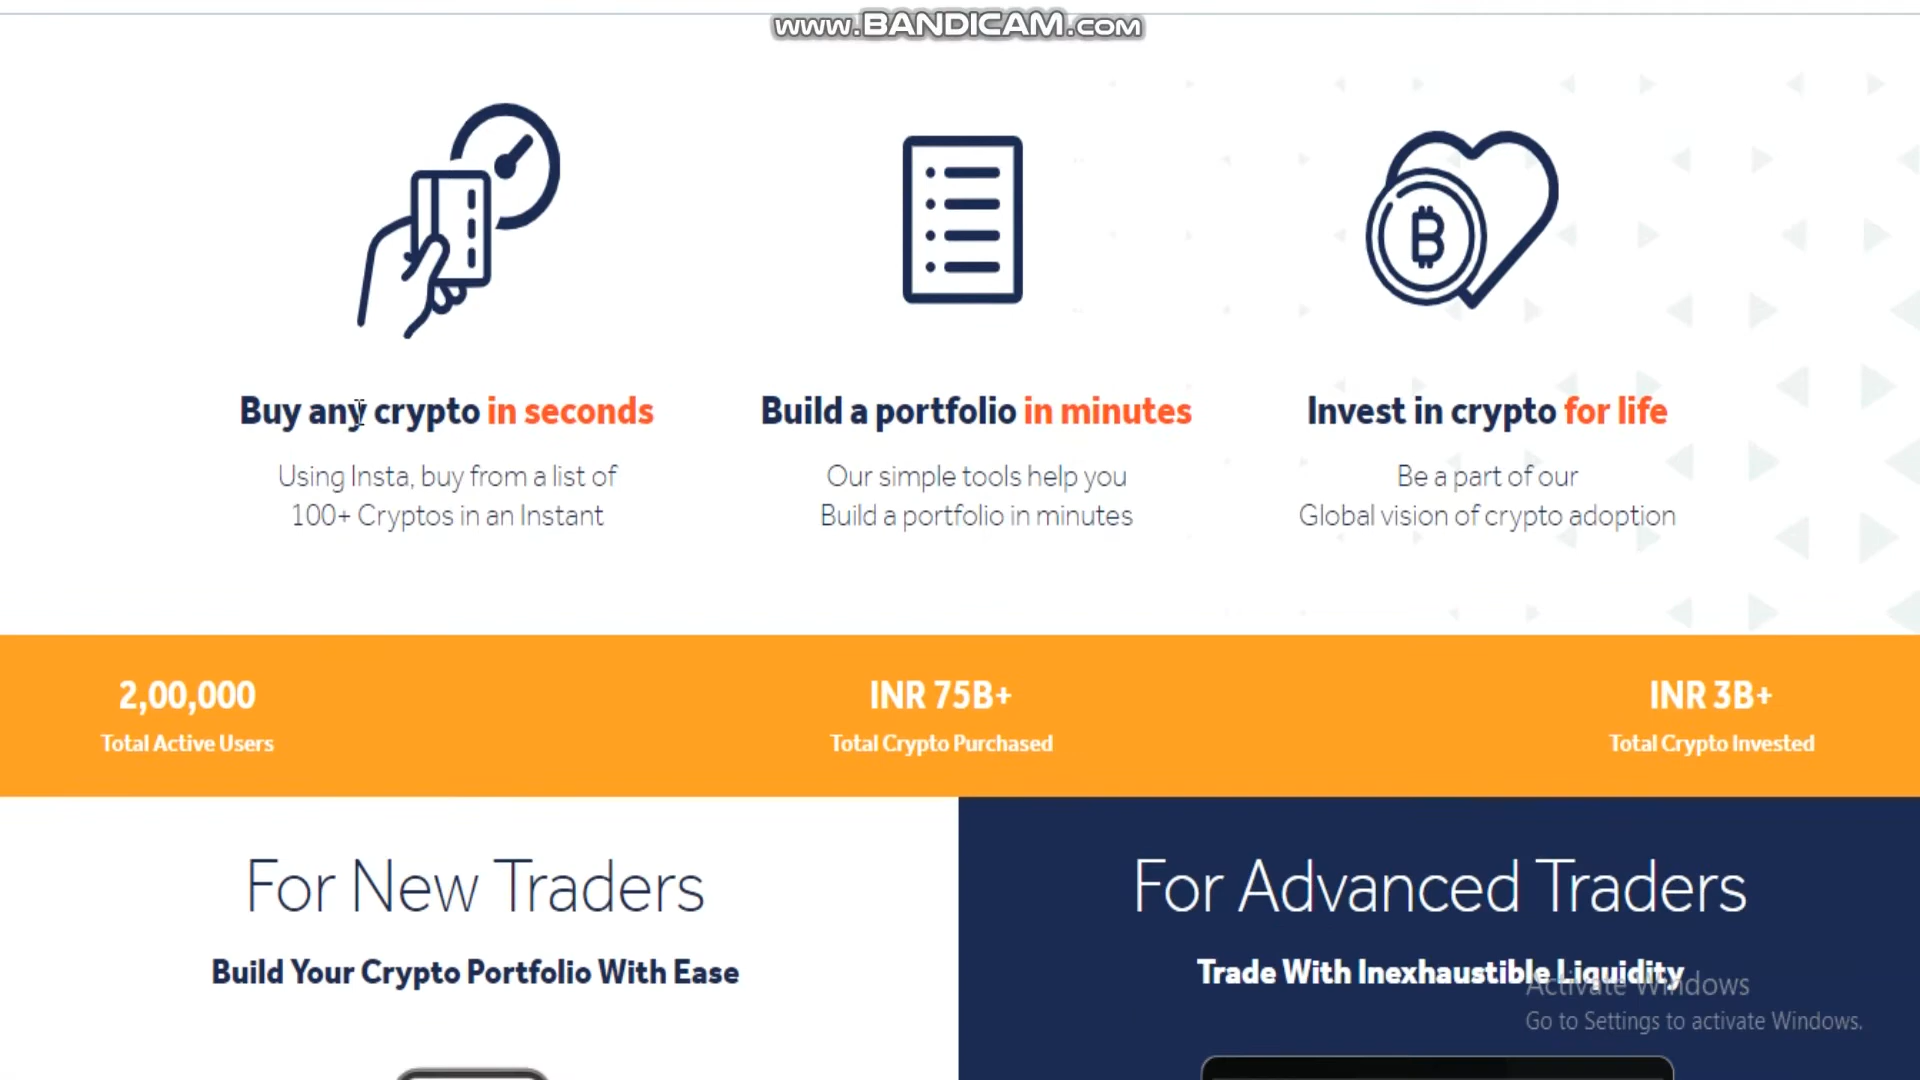 www.BANDICAM.com
Buy any crypto in seconds
Using Insta, buy from a list of
100+ Cryptos in an Instant
Build a portfolio in minutes
Our simple tools help you
Build a portfolio in minutes
Invest in crypto for life
Be a part of our
Global vision of crypto adoption
2,00,000
Total Active Users
INR 75B+
Total Crypto Purchased
INR 3B+
Total Crypto Invested
For New Traders
Build Your Crypto Portfolio With Ease
For Advanced Traders
Trade With Inexhaustible Liquidity
Activate Windows
Go to Settings to activate Windows.